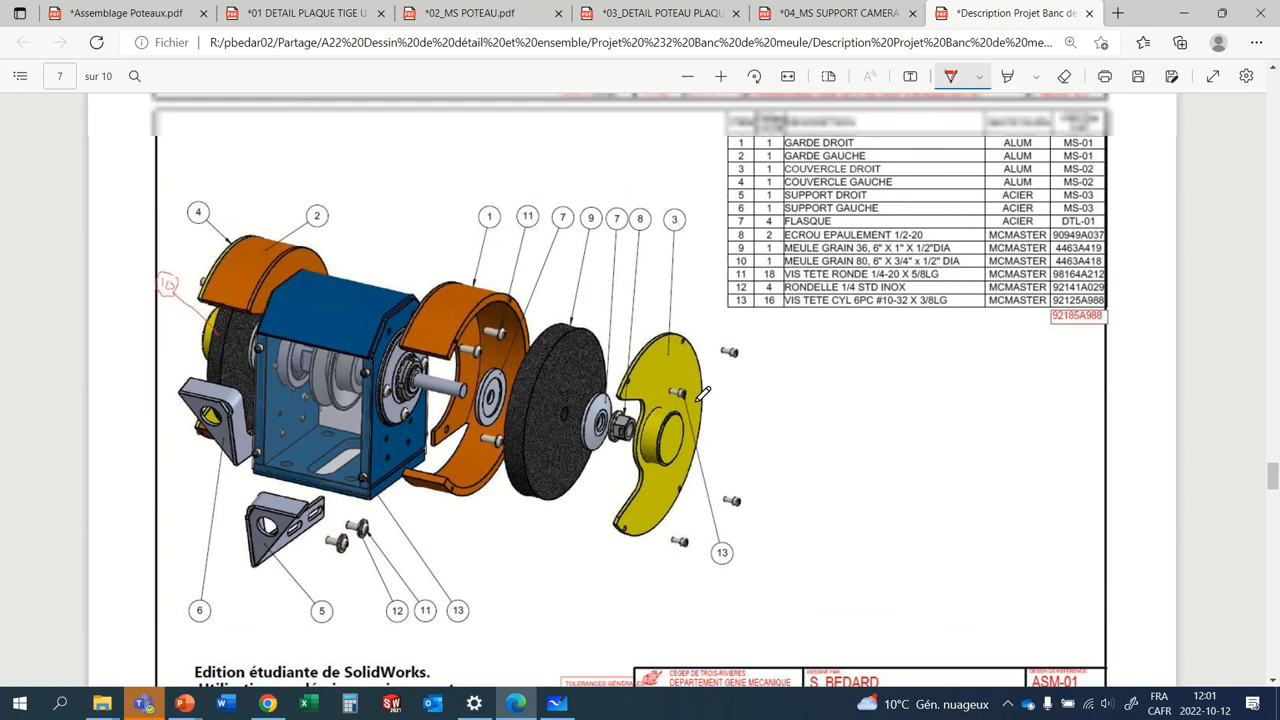 *Assemblage Poteaux.pdf
*01 DETAIL PLAQUE TIGE U
*02_MS POTEAU.pdf
*03_DETAIL POTEAU PLAQU
*04_MS SUPPORT CAMERA
*Description Projet Banc de
Fichier
R:/pbedar02/Partage/A22%20Dessin%20de%20détail%20et%20ensemble/Projet%20%232%20Banc%20de%20meule/Description%20Projet%20Banc%20de%20me...
7 sur 10
1 1 GARDE DROIT ALUM MS-01
2 1 GARDE GAUCHE ALUM MS-01
3 1 COUVERCLE DROIT ALUM MS-02
4 1 COUVERCLE GAUCHE ALUM MS-02
5 1 SUPPORT DROIT ACIER MS-03
6 1 SUPPORT GAUCHE ACIER MS-03
7 4 FLASQUE ACIER DTL-01
8 2 ECROU EPAULEMENT 1/2-20 MCMASTER 90949A037
9 1 MEULE GRAIN 36, 6" X 1" X 1/2"DIA MCMASTER 4463A419
10 1 MEULE GRAIN 80, 6" X 3/4" x 1/2" DIA MCMASTER 4463A418
11 18 VIS TETE RONDE 1/4-20 X 5/8LG MCMASTER 98164A212
12 4 RONDELLE 1/4 STD INOX MCMASTER 92141A029
13 16 VIS TETE CYL 6PC #10-32 X 3/8LG MCMASTER 92125A988
92185A988
4 2 1 11 7 9 7 8 3
10
13
6 5 12 11 13
Edition étudiante de SolidWorks.
TOLERANCES GÉNÉRALES
CEGEP DE TROIS-RIVIERES
DEPARTMENT GENIE MECANIQUE
DESSINÉ PAR:
S. BEDARD
DESSIN DE RÉFÉRENCE:
ASM-01
10°C Gén. nuageux
FRA
CAFR
12:01
2022-10-12